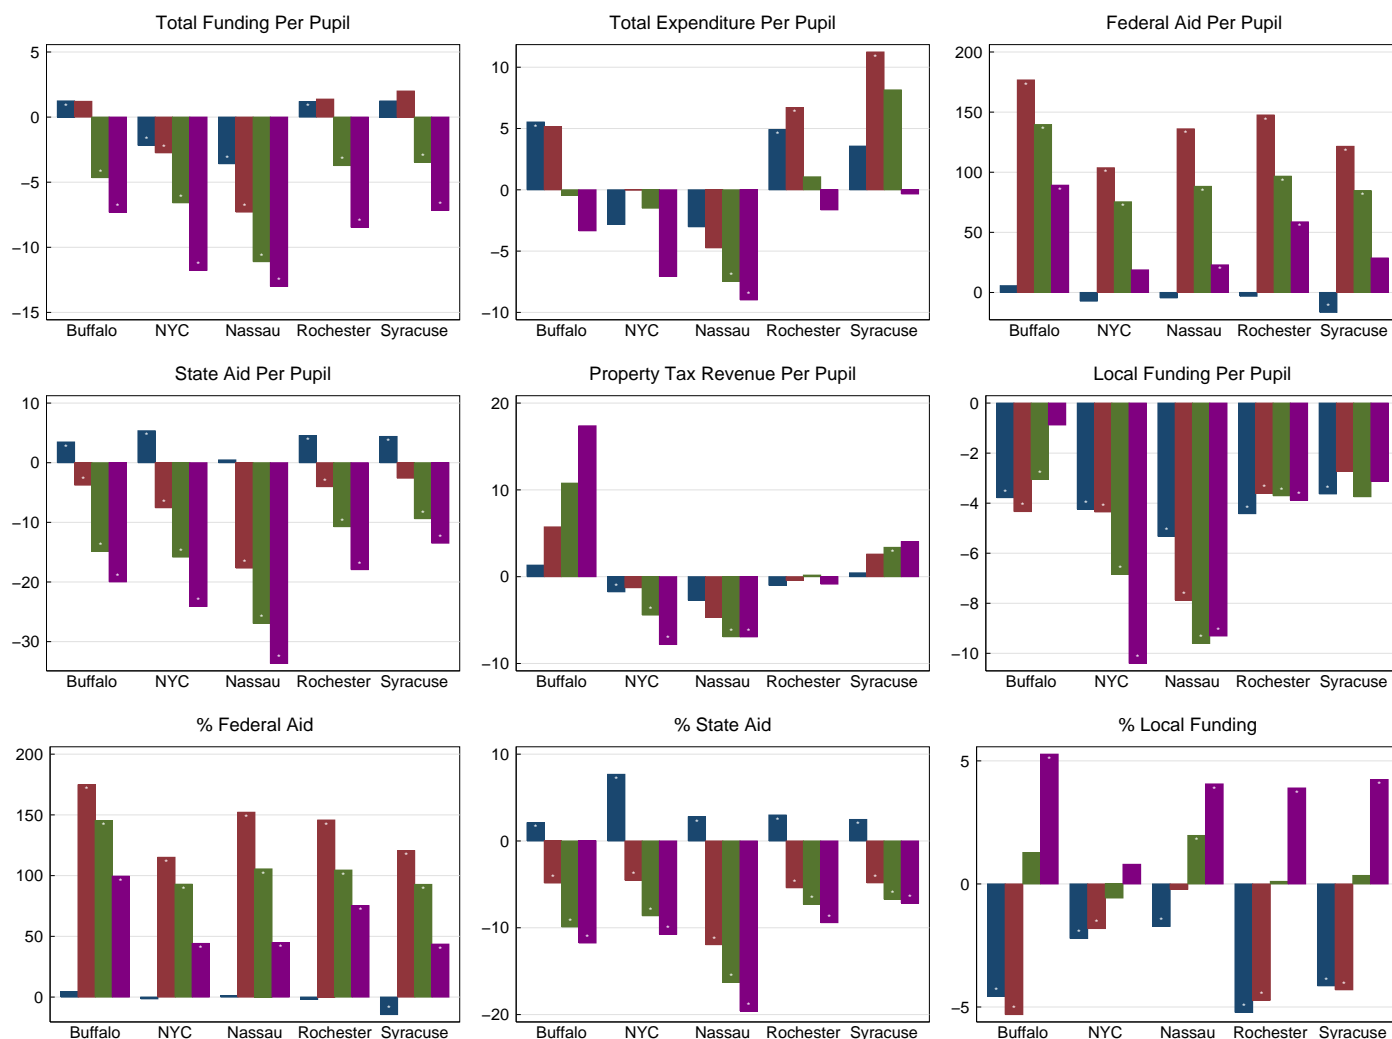 Total Funding Per Pupil
5
0
−5
−10
−15
Buffalo NYC Nassau Rochester Syracuse
Total Expenditure Per Pupil
10
5
0
−5
−10
Buffalo NYC Nassau Rochester Syracuse
Federal Aid Per Pupil
200
150
100
50
0
Buffalo NYC Nassau Rochester Syracuse
State Aid Per Pupil
10
0
−10
−20
−30
Buffalo NYC Nassau Rochester Syracuse
Property Tax Revenue Per Pupil
20
10
0
−10
Buffalo NYC Nassau Rochester Syracuse
Local Funding Per Pupil
0
−2
−4
−6
−8
−10
Buffalo NYC Nassau Rochester Syracuse
% Federal Aid
200
150
100
50
0
Buffalo NYC Nassau Rochester Syracuse
% State Aid
10
0
−10
−20
Buffalo NYC Nassau Rochester Syracuse
% Local Funding
5
0
−5
Buffalo NYC Nassau Rochester Syracuse